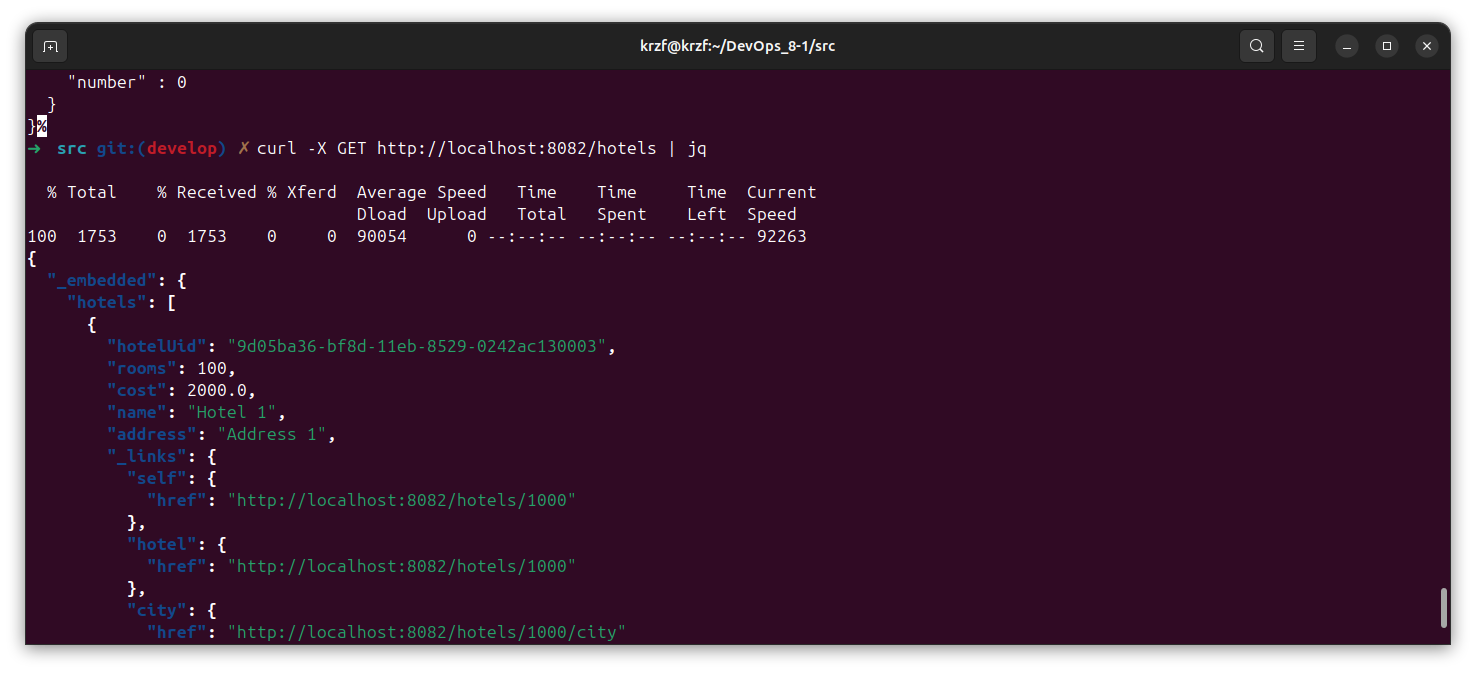 krzf@krzf:~/DevOps_8-1/src
    "number" : 0
  }
}%
➜  src git:(develop) ✗ curl -X GET http://localhost:8082/hotels | jq
  % Total    % Received % Xferd  Average Speed   Time    Time     Time  Current
                                 Dload  Upload   Total   Spent    Left  Speed
100  1753    0  1753    0     0  90054      0 --:--:-- --:--:-- --:--:-- 92263
{
  "_embedded": {
    "hotels": [
      {
        "hotelUid": "9d05ba36-bf8d-11eb-8529-0242ac130003",
        "rooms": 100,
        "cost": 2000.0,
        "name": "Hotel 1",
        "address": "Address 1",
        "_links": {
          "self": {
            "href": "http://localhost:8082/hotels/1000"
          },
          "hotel": {
            "href": "http://localhost:8082/hotels/1000"
          },
          "city": {
            "href": "http://localhost:8082/hotels/1000/city"